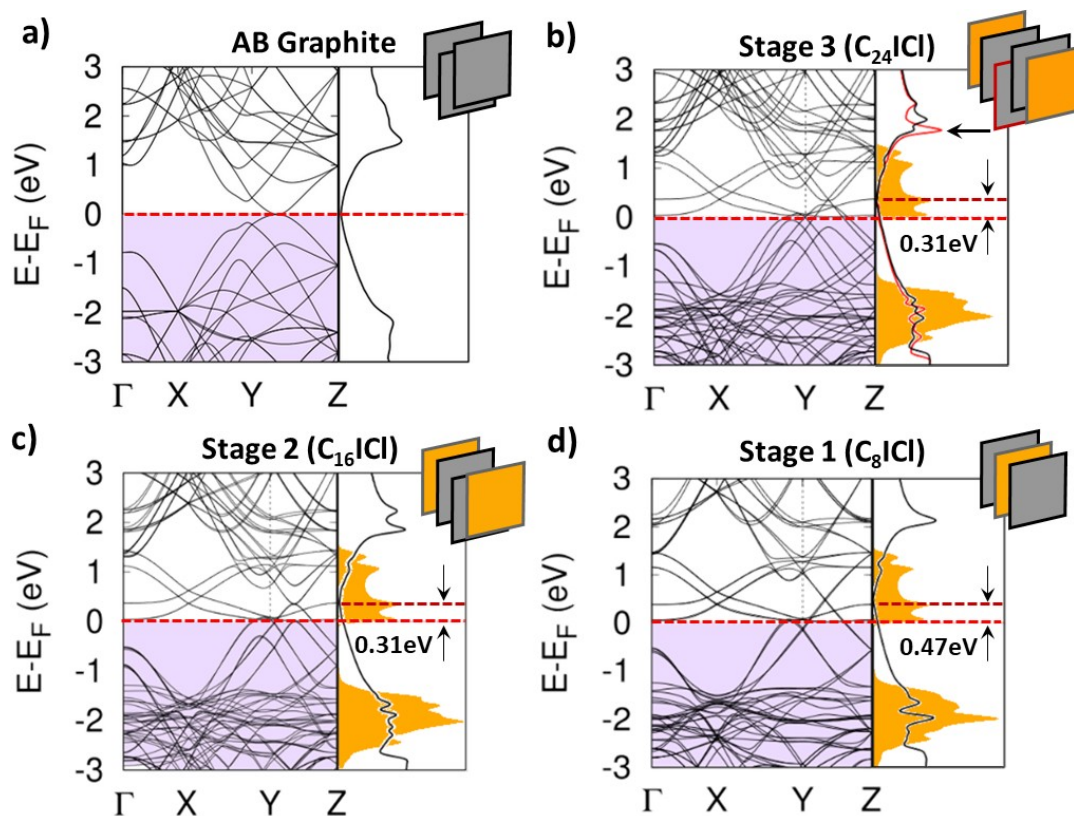 a)
AB Graphite
3
2
1
0
-1
-2
-3
E-E_F (eV)
Γ X Y Z
b)
Stage 3 (C₂₄ICl)
3
2
1
0
-1
-2
-3
E-E_F (eV)
0.31eV
Γ X Y Z
c)
Stage 2 (C₁₆ICl)
3
2
1
0
-1
-2
-3
E-E_F (eV)
0.31eV
Γ X Y Z
d)
Stage 1 (C₈ICl)
3
2
1
0
-1
-2
-3
E-E_F (eV)
0.47eV
Γ X Y Z